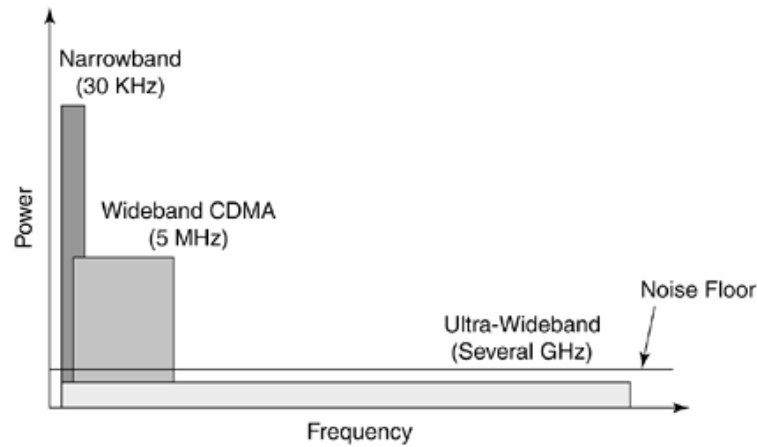 Narrowband
(30 KHz)
Wideband CDMA
(5 MHz)
Power
Noise Floor
Ultra-Wideband
(Several GHz)
Frequency